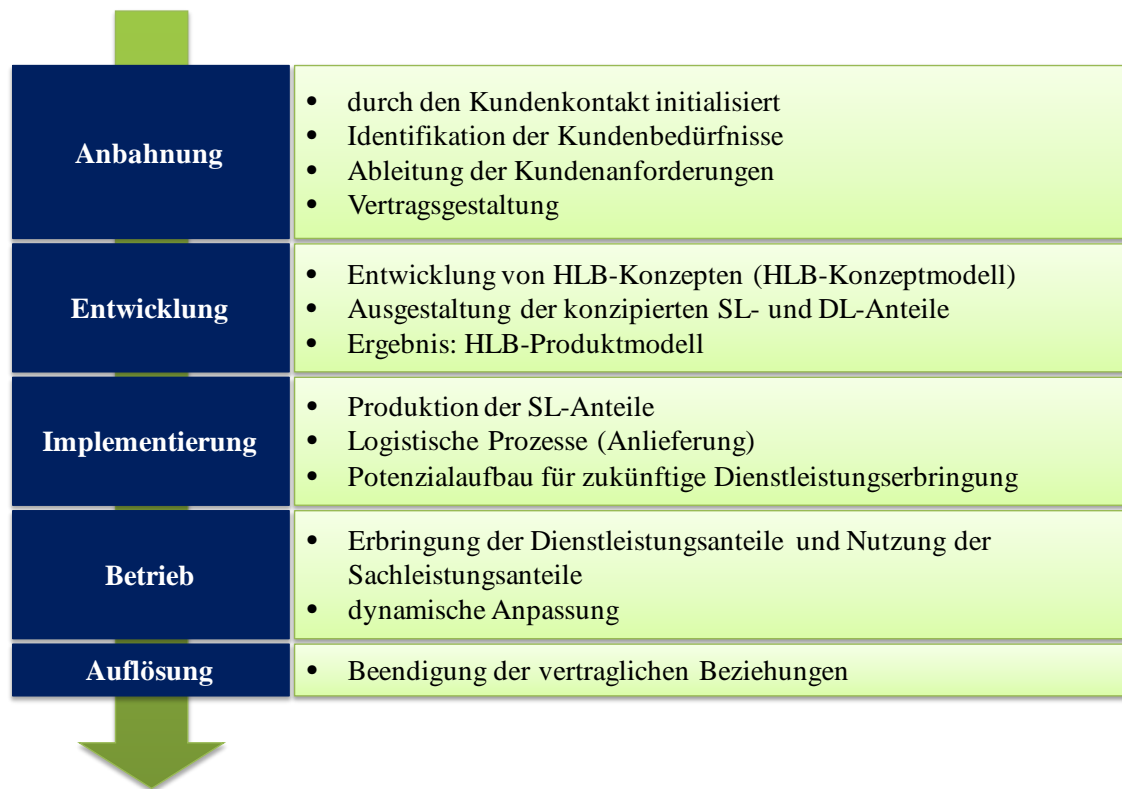 Anbahnung
• durch den Kundenkontakt initialisiert
• Identifikation der Kundenbedürfnisse
• Ableitung der Kundenanforderungen
• Vertragsgestaltung
Entwicklung
• Entwicklung von HLB-Konzepten (HLB-Konzeptmodell)
• Ausgestaltung der konzipierten SL- und DL-Anteile
• Ergebnis: HLB-Produktmodell
Implementierung
• Produktion der SL-Anteile
• Logistische Prozesse (Anlieferung)
• Potenzialaufbau für zukünftige Dienstleistungserbringung
Betrieb
• Erbringung der Dienstleistungsanteile und Nutzung der
Sachleistungsanteile
• dynamische Anpassung
Auflösung
• Beendigung der vertraglichen Beziehungen